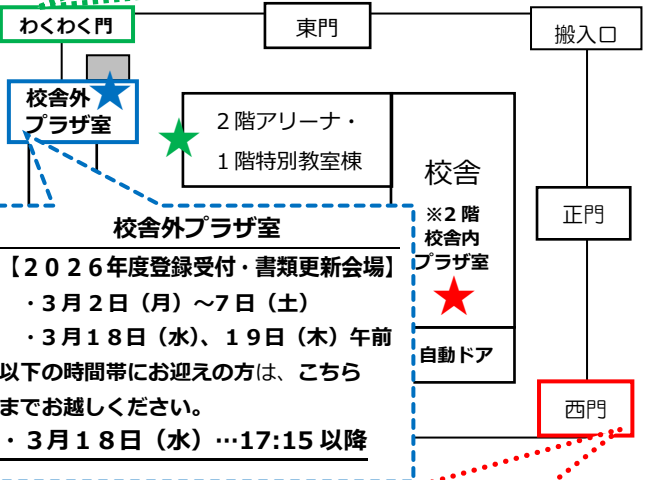 わくわく門
東門
搬入口
校舎外
プラザ室
２階アリーナ・
１階特別教室棟
校舎
※２階
校舎内
プラザ室
正門
自動ドア
西門
校舎外プラザ室
【２０２６年度登録受付・書類更新会場】
・３月２日（月）～７日（土）
・３月１８日（水）、１９日（木）午前
以下の時間帯にお迎えの方は、こちら
までお越しください。
・３月１８日（水）…17:15 以降